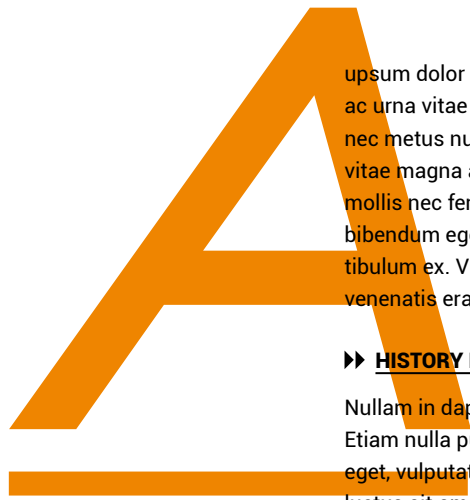 A
upsum dolor
ac urna vitae
nec metus nu
vitae magna a
mollis nec fer
bibendum ege
tibulum ex. V
venenatis era
HISTORY
Nullam in dap
Etiam nulla p
eget, vulputat